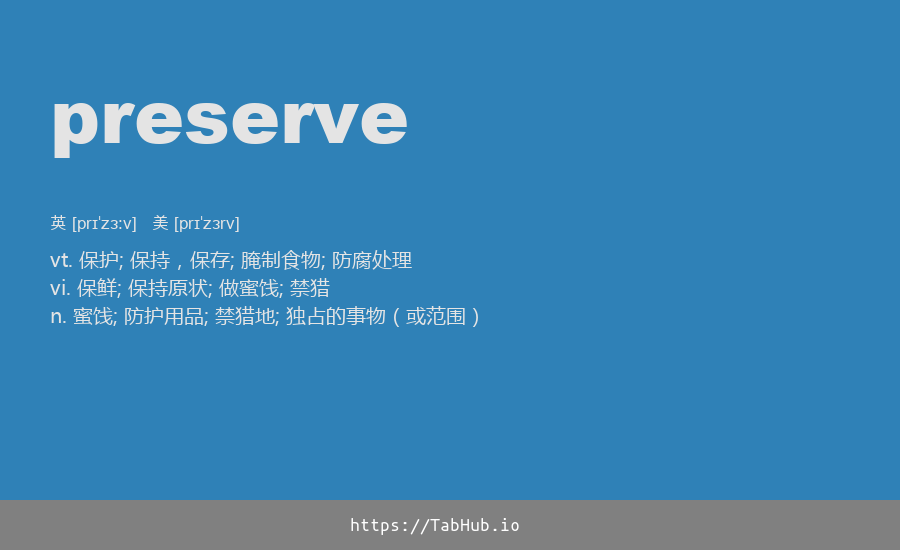 preserve
英 [prɪˈzɜːv] 美 [prɪˈzɜrv]
vt. 保护; 保持，保存; 腌制食物; 防腐处理
vi. 保鲜; 保持原状; 做蜜饯; 禁猎
n. 蜜饯; 防护用品; 禁猎地; 独占的事物（或范围）
https://TabHub.io